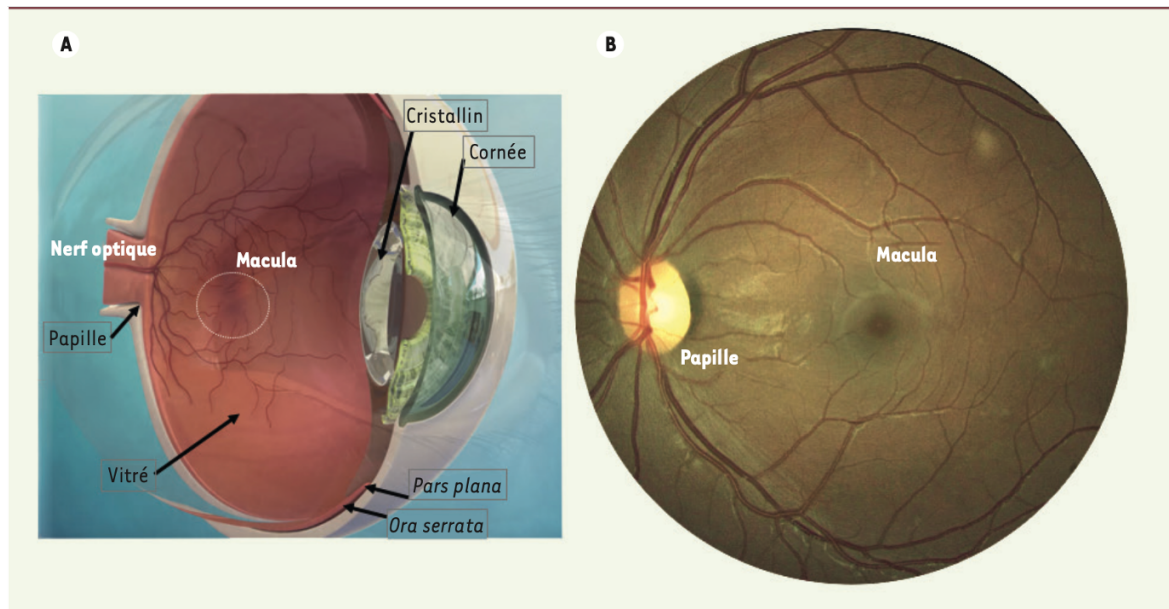 A
Cristallin
Cornée
Nerf optique
Macula
Papille
Vitré
Pars plana
Ora serrata
B
Macula
Papille